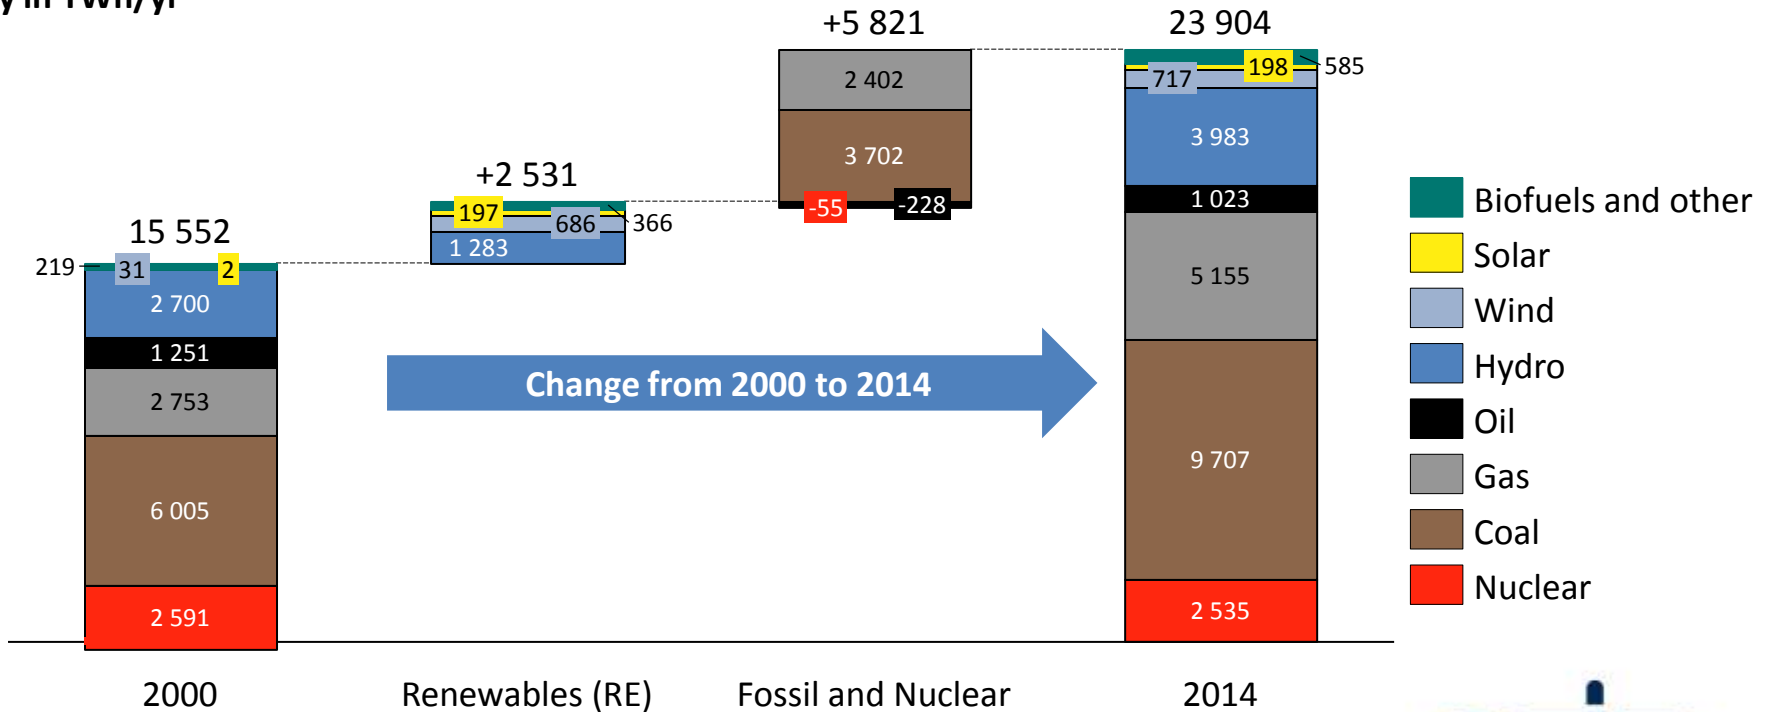 y in TWh/yr
+5 821
23 904
2 402
3 702
-55
-228
198
585
717
3 983
1 023
5 155
9 707
2 535
+2 531
197
686
366
1 283
15 552
219
31
2
2 700
1 251
2 753
6 005
2 591
Change from 2000 to 2014
Biofuels and other
Solar
Wind
Hydro
Oil
Gas
Coal
Nuclear
2000
Renewables (RE)
Fossil and Nuclear
2014